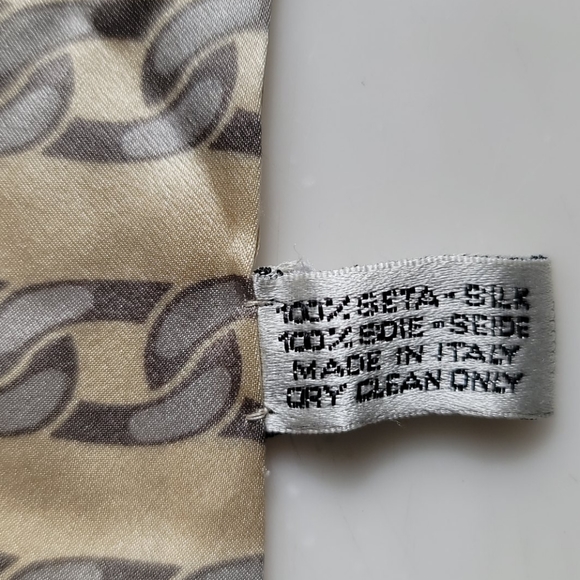 100% SETA - SILK
100% SOIE - SEIDE
MADE IN ITALY
DRY CLEAN ONLY